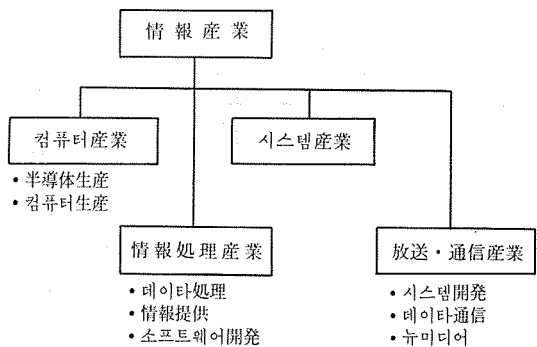 情報産業
컴퓨터産業
• 半導体生産
• 컴퓨터生産
시스템産業
情報処理産業
• 데이타処理
• 情報提供
• 소프트웨어開発
放送・通信産業
• 시스템開発
• 데이타通信
• 뉴미디어